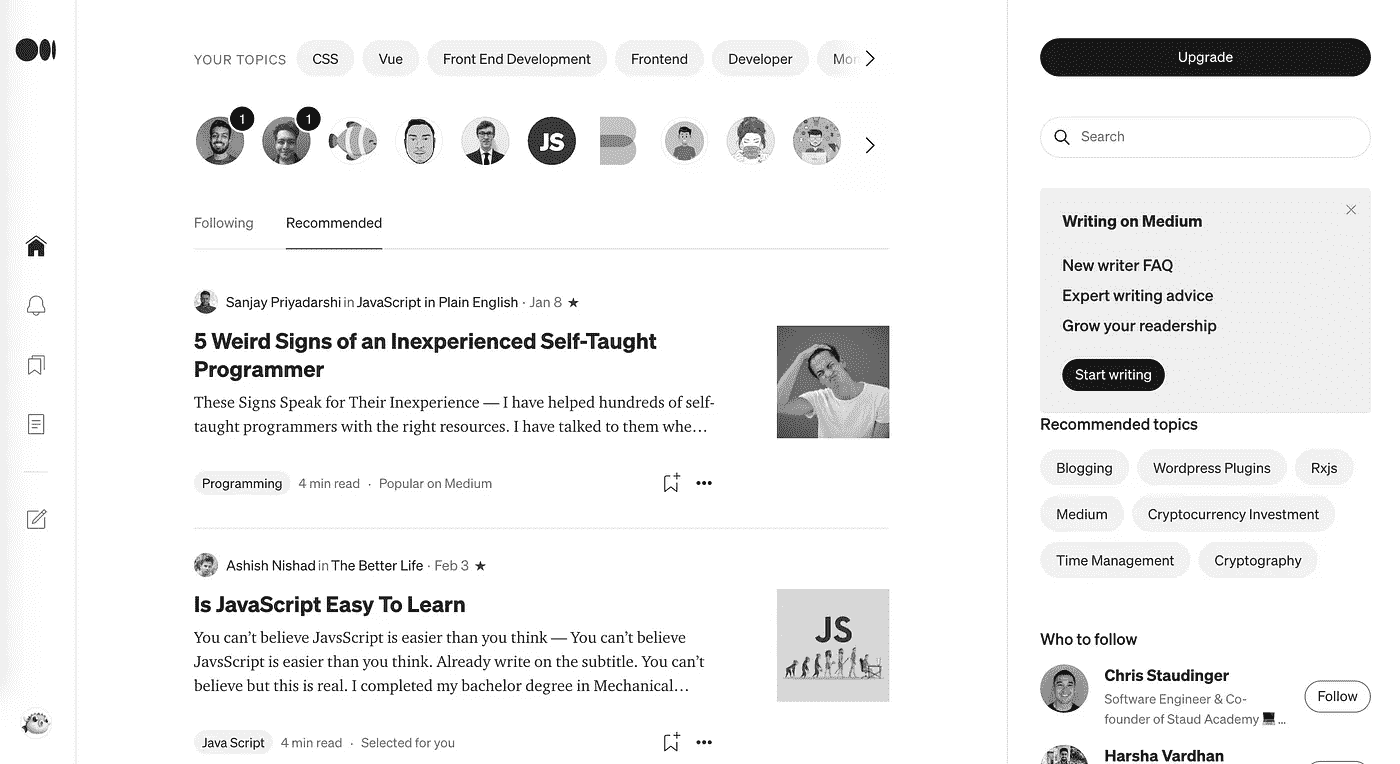 YOUR TOPICS CSS Vue Front End Development Frontend Developer Mor
1 1 JS
Following Recommended
Sanjay Priyadarshi in JavaScript in Plain English · Jan 8 ★
5 Weird Signs of an Inexperienced Self-Taught
Programmer
These Signs Speak for Their Inexperience — I have helped hundreds of self-
taught programmers with the right resources. I have talked to them whe…
Programming 4 min read · Popular on Medium
Ashish Nishad in The Better Life · Feb 3 ★
Is JavaScript Easy To Learn
JS
You can’t believe JavsScript is easier than you think — You can’t believe
JavsScript is easier than you think. Already write on the subtitle. You can’t
believe but this is real. I completed my bachelor degree in Mechanical…
Java Script 4 min read · Selected for you
Upgrade
Search
Writing on Medium
New writer FAQ
Expert writing advice
Grow your readership
Start writing
Recommended topics
Blogging Wordpress Plugins Rxjs
Medium Cryptocurrency Investment
Time Management Cryptography
Who to follow
Chris Staudinger
Software Engineer & Co-
founder of Staud Academy 💻 ...
Follow
Harsha Vardhan